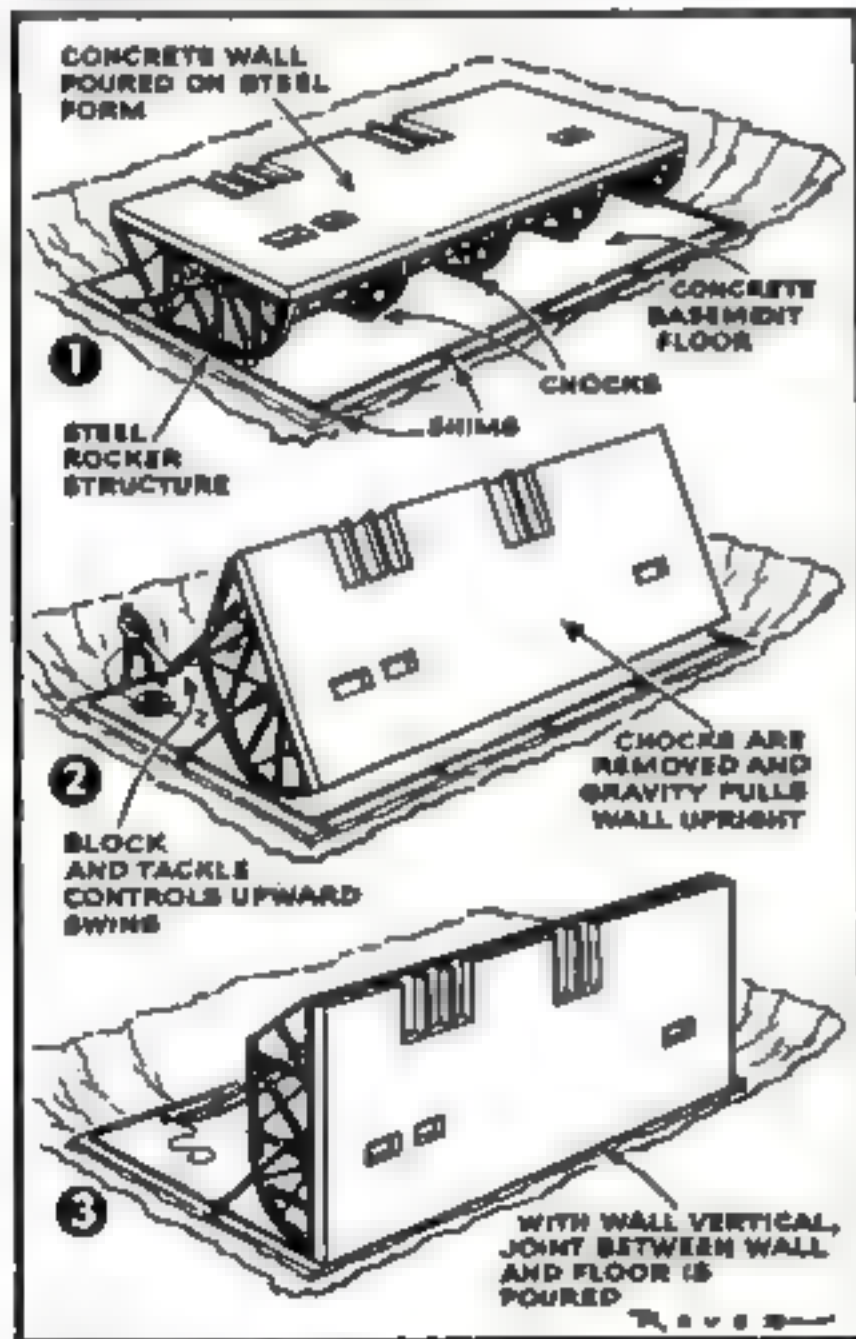 CONCRETE WALL
POURED ON STEEL
FORM
CONCRETE
BASEMENT
FLOOR
1
CHOCKS
SHIMS
STEEL
ROCKER
STRUCTURE
CHOCKS ARE
REMOVED AND
GRAVITY PULLS
WALL UPRIGHT
2
BLOCK
AND TACKLE
CONTROLS UPWARD
SWING
3
WITH WALL VERTICAL,
JOINT BETWEEN WALL
AND FLOOR IS
POURED